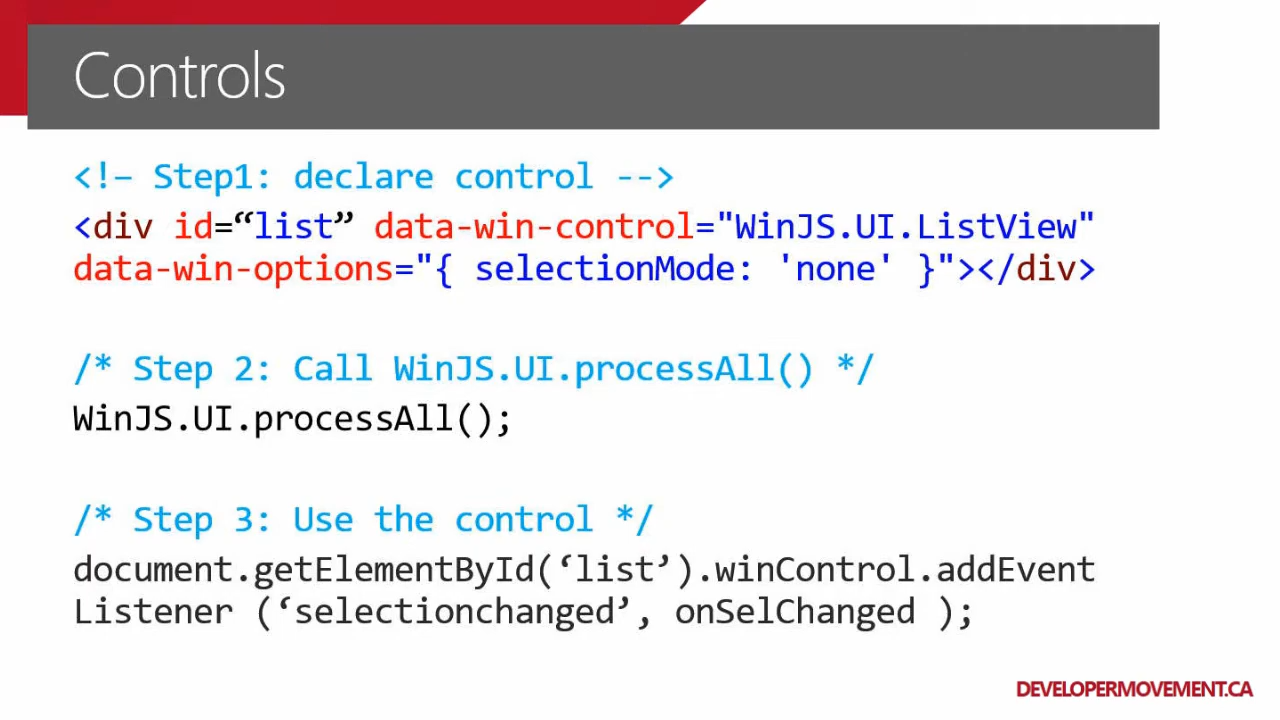 Controls
<!– Step1: declare control -->
<div id=“list” data-win-control="WinJS.UI.ListView"
data-win-options="{ selectionMode: 'none' }"></div>
/* Step 2: Call WinJS.UI.processAll() */
WinJS.UI.processAll();
/* Step 3: Use the control */
document.getElementById(‘list’).winControl.addEvent
Listener (‘selectionchanged’, onSelChanged );
DEVELOPERMOVEMENT.CA